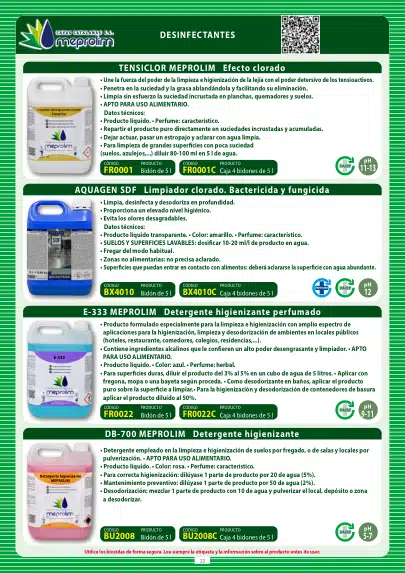 DESINFECTANTES
COPAS CATALANAS S.L.
meprolim
TENSICLOR MEPROLIM Efecto clorado
• Une la fuerza del poder de la limpieza e higienización de la lejía con el poder detersivo de los tensioactivos.
• Penetra en la suciedad y la grasa ablandándola y facilitando su eliminación.
• Limpia sin esfuerzo la suciedad incrustada en planchas, quemadores y suelos.
• APTO PARA USO ALIMENTARIO.
Datos técnicos:
• Producto líquido. • Perfume: característico.
• Repartir el producto puro directamente en suciedades incrustadas y acumuladas.
• Dejar actuar, pasar un estropajo y aclarar con agua limpia.
• Para limpieza de grandes superficies con poca suciedad
(suelos, azulejos,...) diluir 80-100 ml en 5 l de agua.
CÓDIGO PRODUCTO CÓDIGO PRODUCTO
FR0001 Bidón de 5 l FR0001C Caja 4 bidones de 5 l
pH
11-13
AQUAGEN SDF Limpiador clorado. Bactericida y fungicida
• Limpia, desinfecta y desodoriza en profundidad.
• Proporciona un elevado nivel higiénico.
• Evita los olores desagradables.
Datos técnicos:
• Producto líquido transparente. • Color: amarillo. • Perfume: característico.
• SUELOS Y SUPERFICIES LAVABLES: dosificar 10-20 ml/l de producto en agua.
• Fregar del modo habitual.
• Zonas no alimentarias: no precisa aclarado.
• Superficies que puedan entrar en contacto con alimentos: deberá aclararse la superficie con agua abundante.
CÓDIGO PRODUCTO CÓDIGO PRODUCTO
BX4010 Bidón de 5 l BX4010C Caja 4 bidones de 5 l
pH
12
E-333 MEPROLIM Detergente higienizante perfumado
• Producto formulado especialmente para la limpieza e higienización con amplio espectro de
aplicaciones para la higienización, limpieza y desodorización de ambientes en locales públicos
(hoteles, restaurantes, comedores, colegios, residencias,...).
• Contiene ingredientes alcalinos que le confieren un alto poder desengrasante y limpiador. • APTO
PARA USO ALIMENTARIO.
• Producto líquido. • Color: azul. • Perfume: herbal.
• Para superficies duras, diluir el producto del 3% al 5% en un cubo de agua de 5 litros. • Aplicar con
fregona, mopa o una bayeta según proceda. • Como desodorizante en baños, aplicar el producto
puro sobre la superficie a limpiar.• Para la higienización y desodorización de contenedores de basura
aplicar el producto diluido al 50%.
CÓDIGO PRODUCTO CÓDIGO PRODUCTO
FR0022 Bidón de 5 l FR0022C Caja 4 bidones de 5 l
pH
9-11
DB-700 MEPROLIM Detergente higienizante
• Detergente empleado en la limpieza e higienización de suelos por fregado, o de salas y locales por
pulverización. • APTO PARA USO ALIMENTARIO.
• Producto líquido. • Color: rosa. • Perfume: característico.
• Para correcta higienización: dilúyase 1 parte de producto por 20 de agua (5%).
• Mantenimiento preventivo: dilúyase 1 parte de producto por 50 de agua (2%).
• Desodorización: mezclar 1 parte de producto con 10 de agua y pulverizar el local, depósito o zona
a desodorizar.
CÓDIGO PRODUCTO CÓDIGO PRODUCTO
BU2008 Bidón de 5 l BU2008C Caja 4 bidones de 5 l
pH
5-7
Utilice los biocidas de forma segura. Lea siempre la etiqueta y la información sobre el producto antes de usar.
22